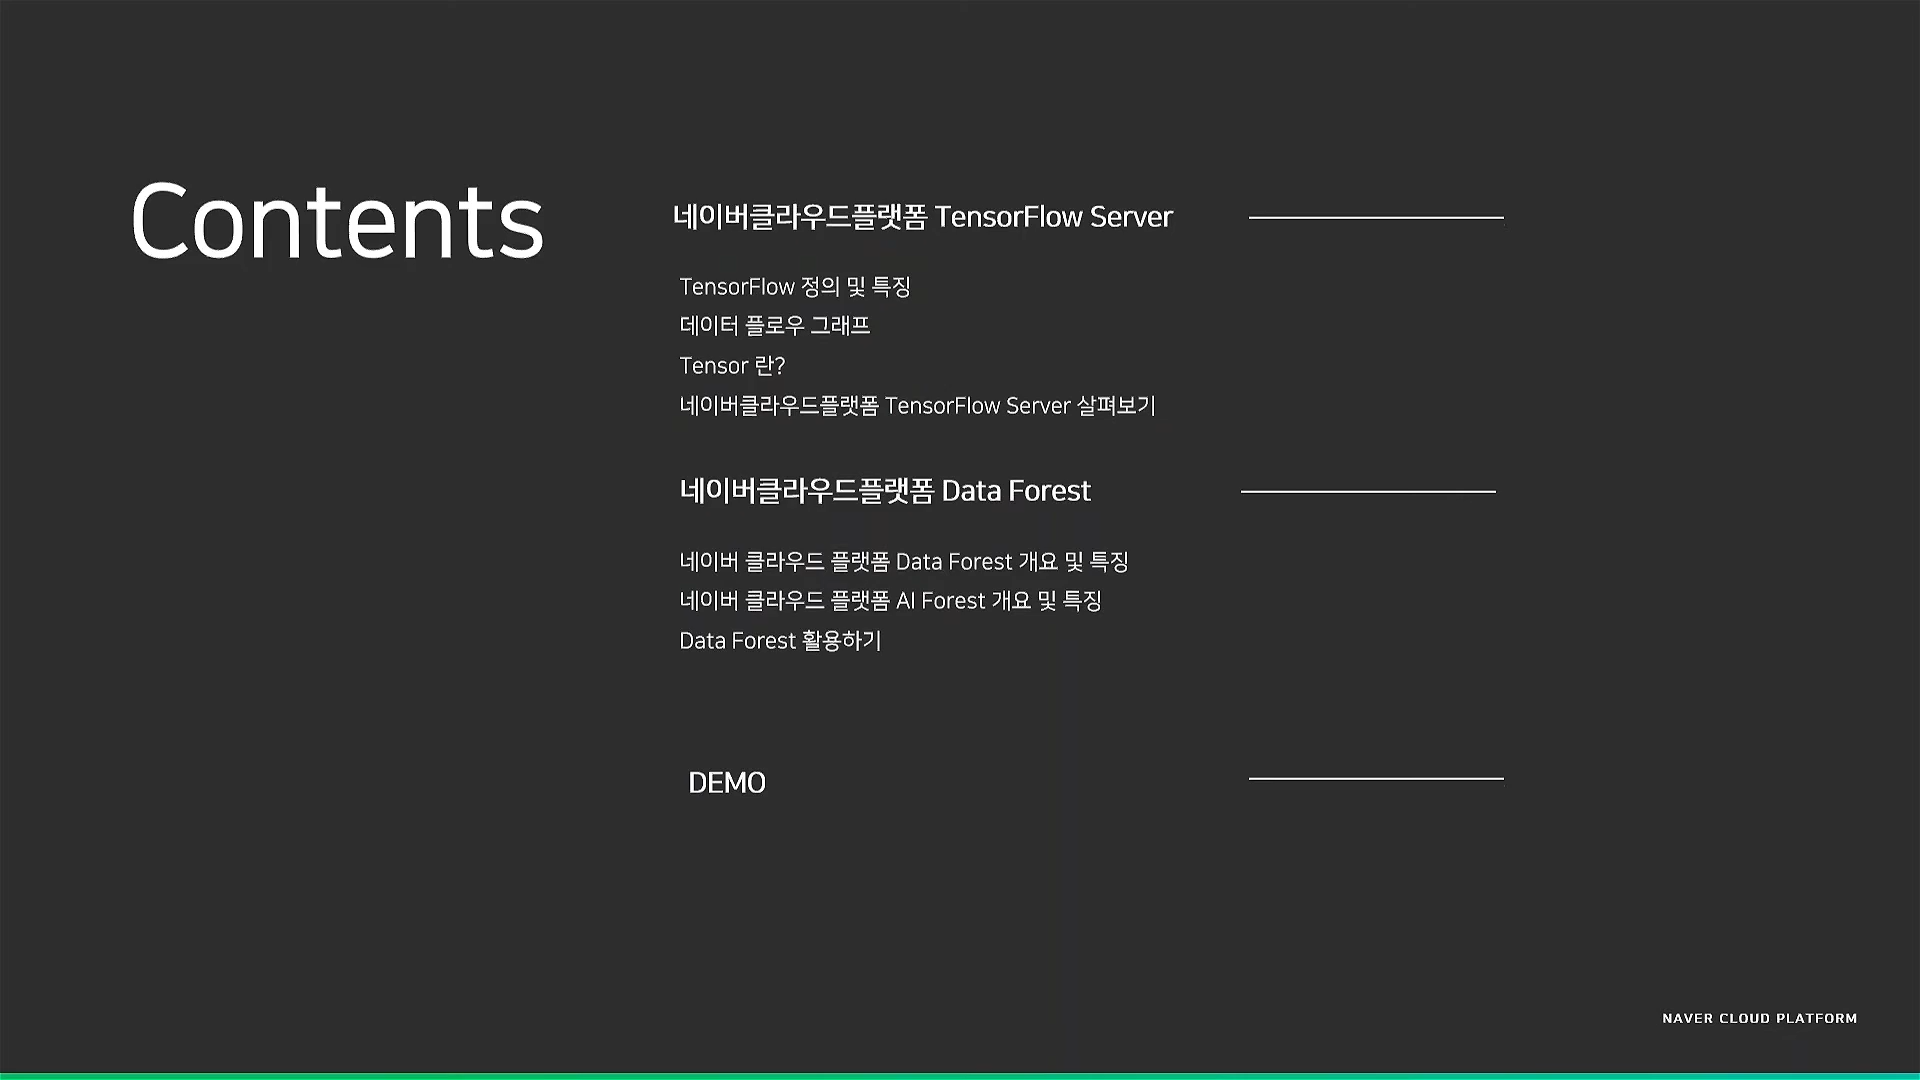 Contents
네이버클라우드플랫폼 TensorFlow Server
TensorFlow 정의 및 특징
데이터 플로우 그래프
Tensor 란?
네이버클라우드플랫폼 TensorFlow Server 살펴보기
네이버클라우드플랫폼 Data Forest
네이버 클라우드 플랫폼 Data Forest 개요 및 특징
네이버 클라우드 플랫폼 AI Forest 개요 및 특징
Data Forest 활용하기
DEMO
NAVER CLOUD PLATFORM